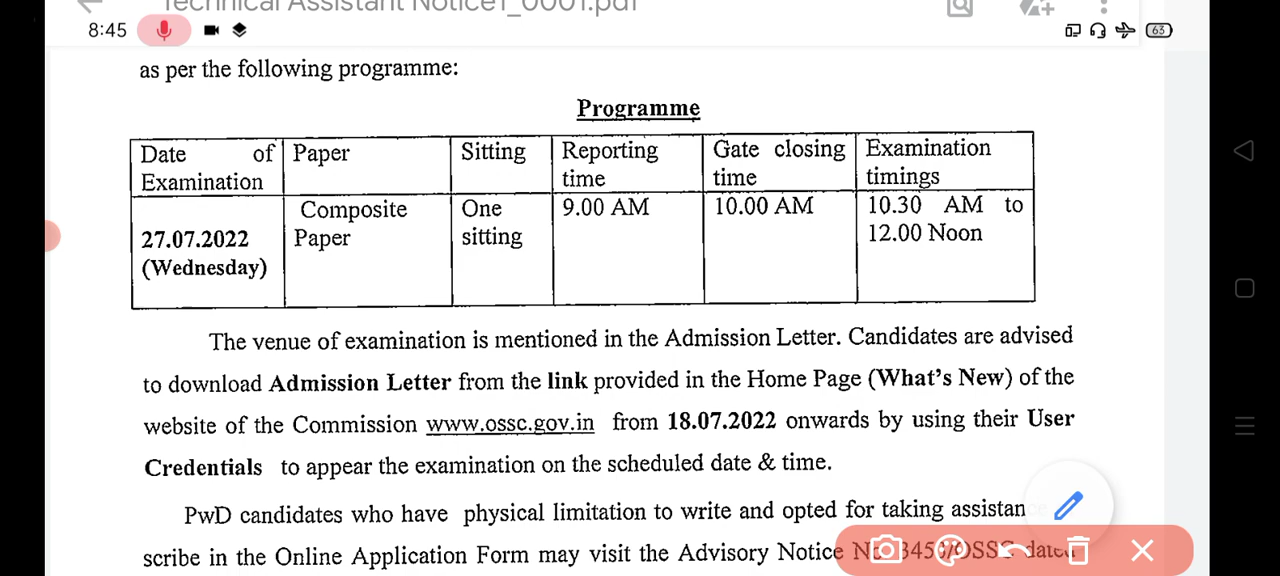 Technical Assistant Notice1_0001.pdf
8:45
63
as per the following programme:
Programme
Date of Examination
Paper
Sitting
Reporting time
Gate closing time
Examination timings
27.07.2022 (Wednesday)
Composite Paper
One sitting
9.00 AM
10.00 AM
10.30 AM to 12.00 Noon
The venue of examination is mentioned in the Admission Letter. Candidates are advised
to download Admission Letter from the link provided in the Home Page (What's New) of the
website of the Commission www.ossc.gov.in from 18.07.2022 onwards by using their User
Credentials to appear the examination on the scheduled date & time.
PwD candidates who have physical limitation to write and opted for taking
scribe in the Online Application Form may visit the Advisory Notice